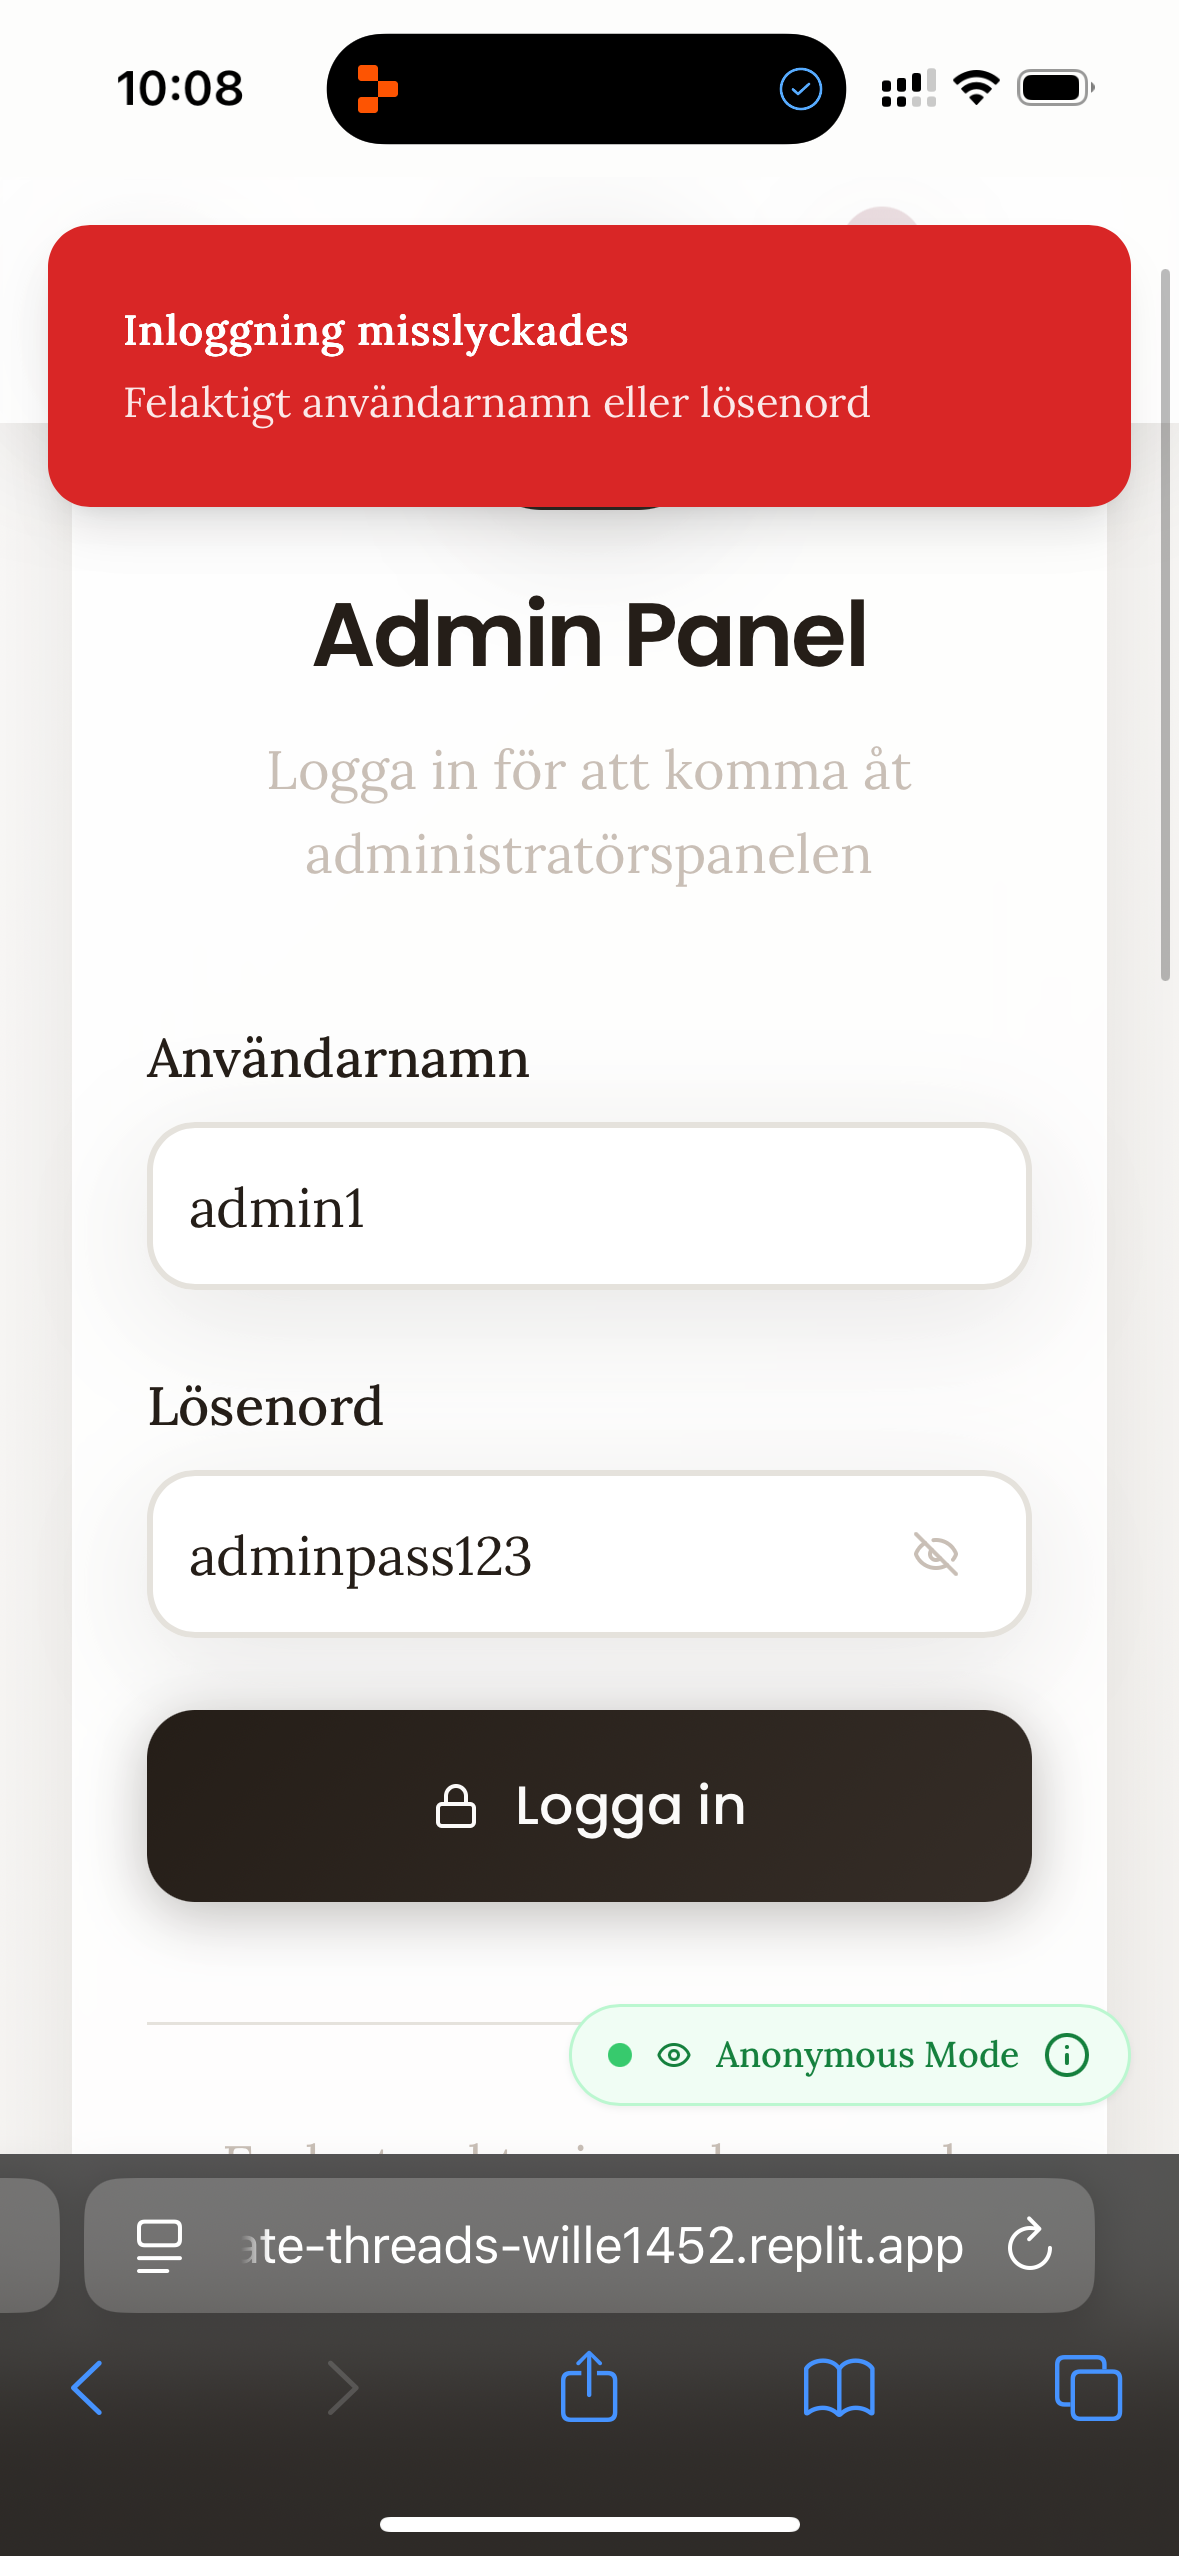 10:08
Inloggning misslyckades
Felaktigt användarnamn eller lösenord
Admin Panel
Logga in för att komma åt
administratörspanelen
Användarnamn
admin1
Lösenord
adminpass123
Logga in
Anonymous Mode
ate-threads-wille1452.replit.app